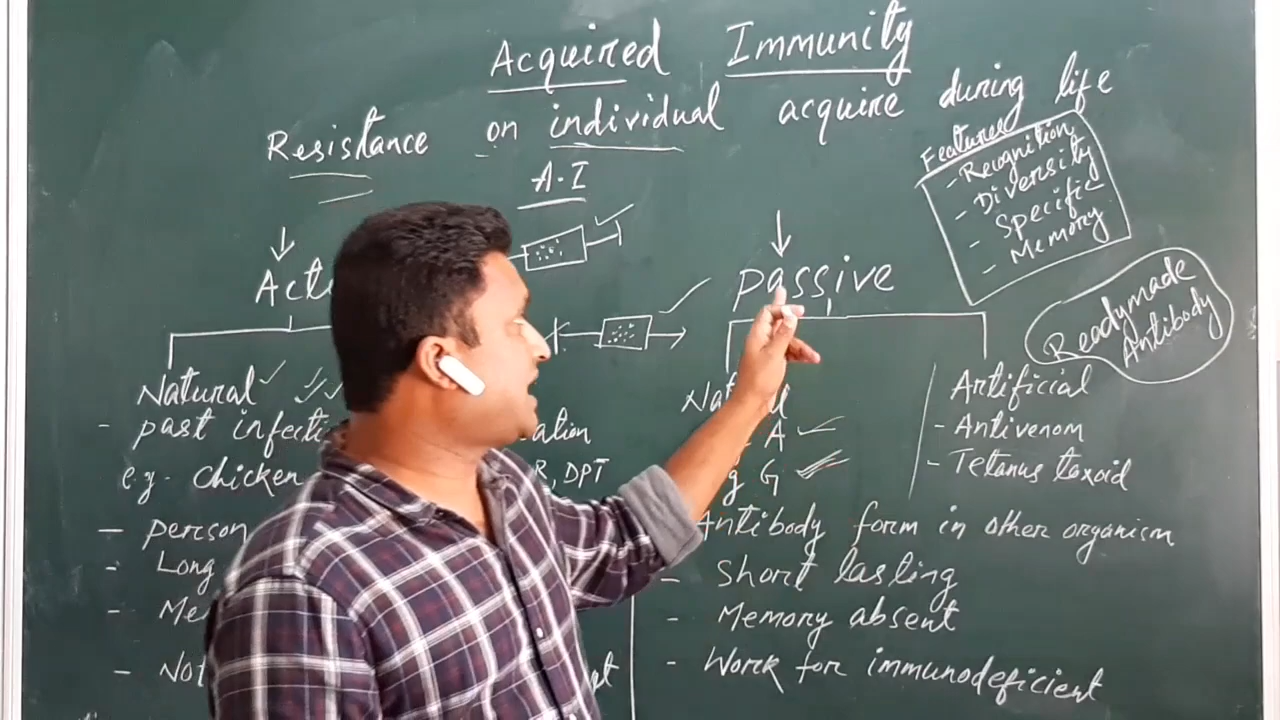 Acquired Immunity
Resistance on individual acquire during life
A.I
Features
- Recognition
- Diversity
- Specific
- Memory
passive
Readymade
Antibody
Natural
past
e.g. chicken
R, DPT
- person
- Long
- Not
A
G
Artificial
- Antivenom
- Tetanus toxoid
Antibody form in other organism
- Short lasting
- Memory absent
- Work for immunodeficient